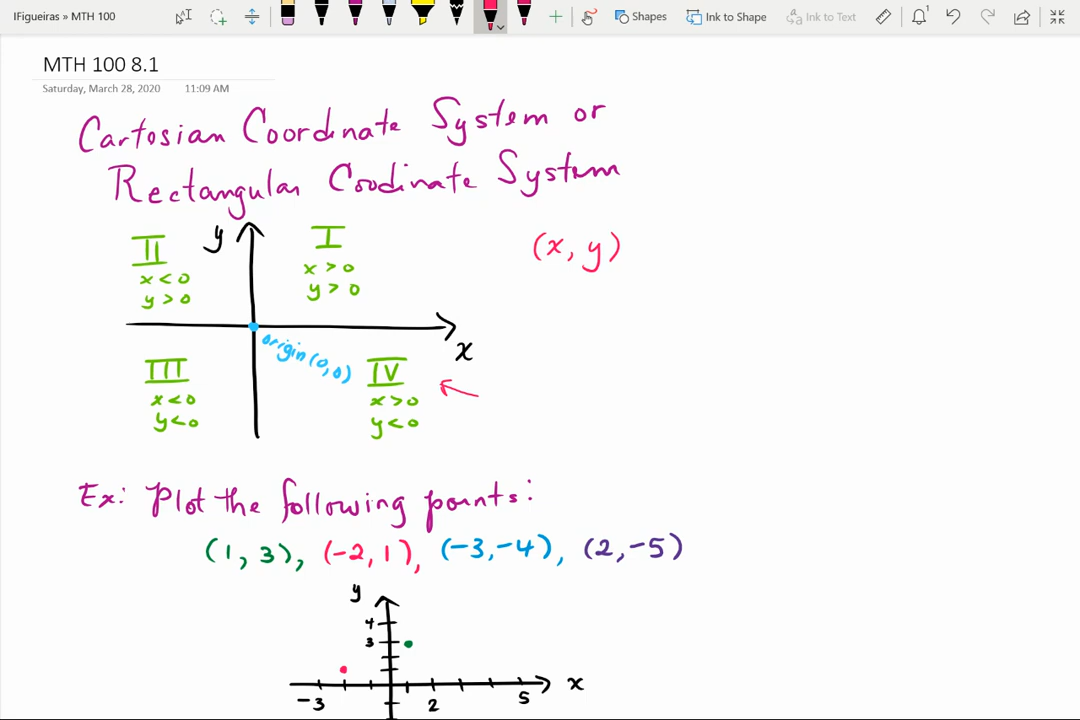 IFigueiras » MTH 100
Shapes
Ink to Shape
Ink to Text
MTH 100 8.1
Saturday, March 28, 2020 11:09 AM
Cartosian Coordinate System or
Rectangular Coodinate System
II
x < 0
y > 0
y
I
x > 0
y > 0
(x, y)
x
origin (0,0)
III
x < 0
y < 0
IV
x > 0
y < 0
Ex: Plot the following points:
(1, 3), (-2, 1), (-3, -4), (2, -5)
y
4
3
x
-3 2 5